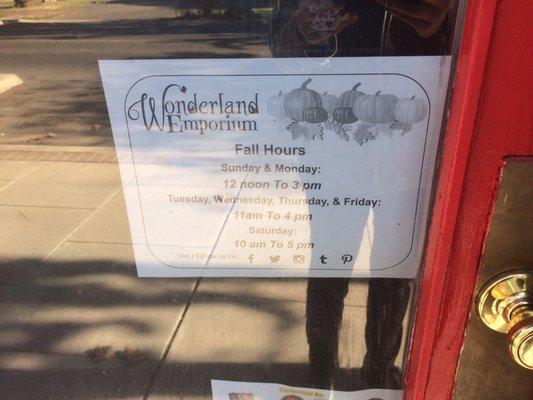 Wonderland
Emporium
Fall Hours
Sunday & Monday:
12 noon To 3 pm
Tuesday, Wednesday, Thursday, & Friday:
11am To 4 pm
Saturday:
10 am To 5 pm
Like / Follow Us On: